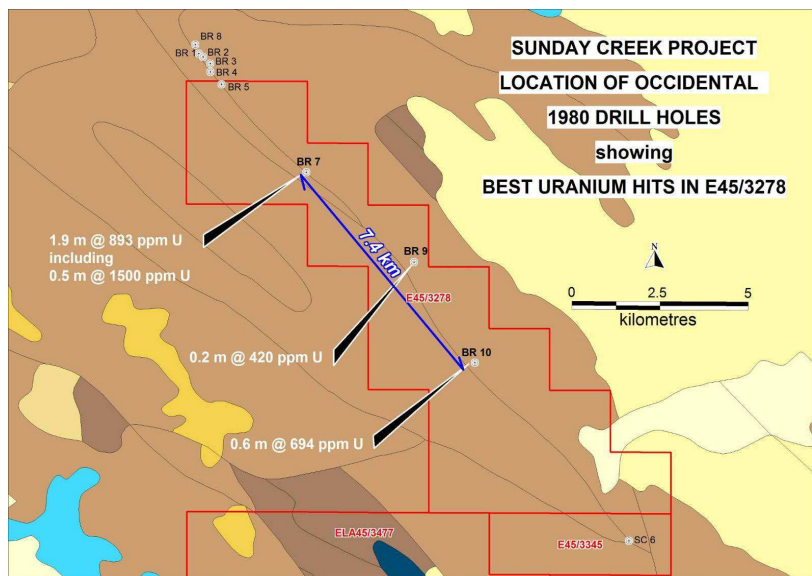 SUNDAY CREEK PROJECT
LOCATION OF OCCIDENTAL
1980 DRILL HOLES
showing
BEST URANIUM HITS IN E45/3278
BR 8
BR 1
BR 2
BR 3
BR 4
BR 5
BR 7
1.9 m @ 893 ppm U
including
0.5 m @ 1500 ppm U
7.4 km
BR 9
E45/3278
N
0 2.5 5
kilometres
0.2 m @ 420 ppm U
BR 10
0.6 m @ 694 ppm U
ELA45/3477
E45/3345
SC 6